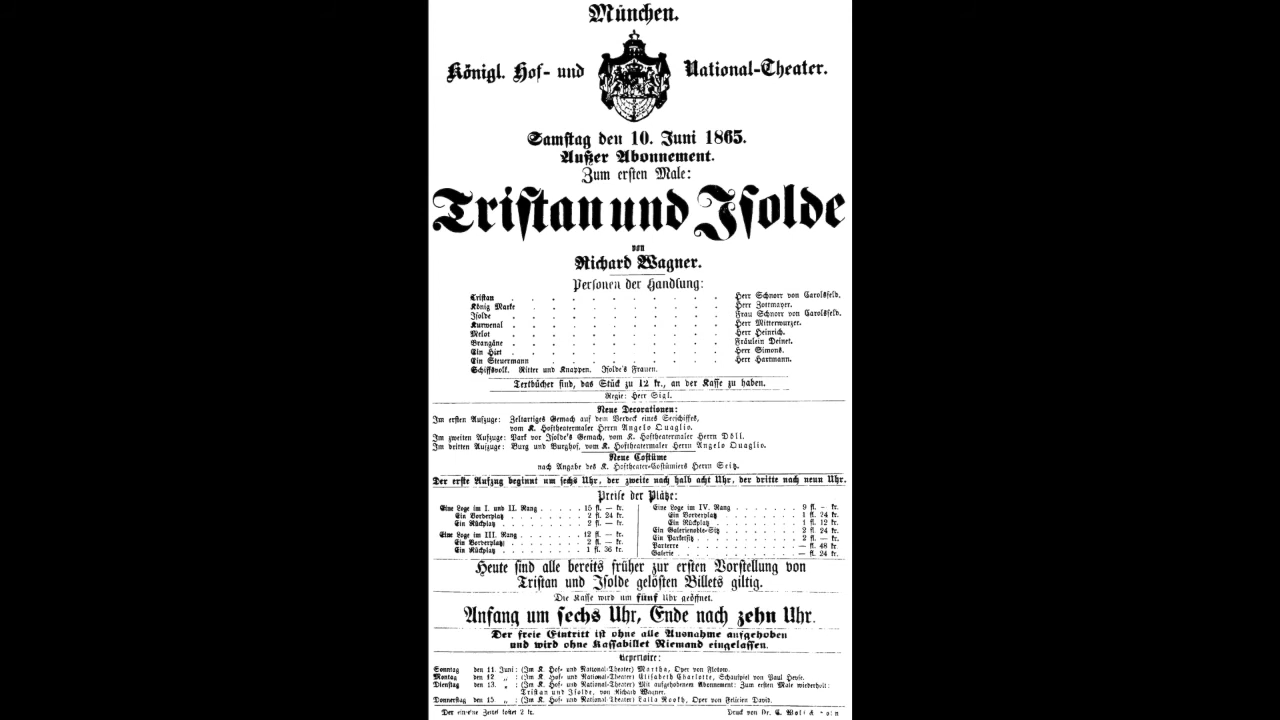 München.
Königl. Hof- und National-Theater.
Samstag den 10. Juni 1865.
Außer Abonnement.
Zum ersten Male:
Tristan und Isolde
von
Richard Wagner.
Personen der Handlung:
Tristan . . . . . . . . . . . Herr Schnorr von Carolsfeld.
König Marke . . . . . . . . . . Herr Zottmayer.
Isolde . . . . . . . . . . . Frau Schnorr von Carolsfeld.
Kurwenal . . . . . . . . . . . Herr Mitterwurzer.
Melot . . . . . . . . . . . Herr Heinrich.
Brangäne . . . . . . . . . . . Fräulein Deinet.
Ein Hirt . . . . . . . . . . . Herr Simons.
Ein Steuermann . . . . . . . . . . Herr Hartmann.
Schiffsvolk. Ritter und Knappen. Isolde's Frauen.
Textbücher sind, das Stück zu 12 kr., an der Kasse zu haben.
Regie: Herr Sigl.
Neue Decorationen:
Im ersten Aufzuge: Zeltartiges Gemach auf dem Verdeck eines Seeschiffes,
vom K. Hoftheatermaler Herrn Angelo Quaglio.
Im zweiten Aufzuge: Park vor Isolde's Gemach, vom K. Hoftheatermaler Herrn Döll.
Im dritten Aufzuge: Burg und Burghof, vom K. Hoftheatermaler Herrn Angelo Quaglio.
Neue Costüme
nach Angabe des K. Hoftheater-Costümiers Herrn Seitz.
Der erste Aufzug beginnt um sechs Uhr, der zweite nach halb acht Uhr, der dritte nach neun Uhr.
Preise der Plätze:
Eine Loge im I. und II. Rang . . . . . 15 fl. — kr.
Ein Vorderplatz . . . . . . . . 2 fl. 24 kr.
Ein Rückplatz . . . . . . . . . 2 fl. — kr.
Eine Loge im III. Rang . . . . . . . 12 fl. — kr.
Ein Vorderplatz . . . . . . . . 2 fl. — kr.
Ein Rückplatz . . . . . . . . . 1 fl. 36 kr.
Eine Loge im IV. Rang . . . . . . . 9 fl. — kr.
Ein Vorderplatz . . . . . . . . 1 fl. 24 kr.
Ein Rückplatz . . . . . . . . . 1 fl. 12 kr.
Ein Galerienoble-Sitz . . . . . . . . 2 fl. 24 kr.
Ein Parketsitz . . . . . . . . . . 2 fl. — kr.
Parterre . . . . . . . . . . . — fl. 48 kr.
Galerie . . . . . . . . . . . — fl. 24 kr.
Heute sind alle bereits früher zur ersten Vorstellung von
Tristan und Isolde gelösten Billets giltig.
Die Kasse wird um fünf Uhr geöffnet.
Anfang um sechs Uhr, Ende nach zehn Uhr.
Der freie Eintritt ist ohne alle Ausnahme aufgehoben
und wird ohne Kassabillet Niemand eingelassen.
Repertoire:
Sonntag den 11. Juni: (Im K. Hof- und National-Theater) Martha, Oper von Flotow.
Montag den 12 „ : (Im K. Hof- und National-Theater) Elisabeth Charlotte, Schauspiel von Paul Heyse.
Dienstag den 13. „ : (Im K. Hof- und National-Theater) Mit aufgehobenem Abonnement: Zum ersten Male wiederholt:
Tristan und Isolde, von Richard Wagner.
Donnerstag den 15 „ : (Im K. Hof- und National-Theater) Lalla Rookh, Oper von Felicien David.
Der einzelne Zettel kostet 2 kr. Druck von Dr. C. Wolf &